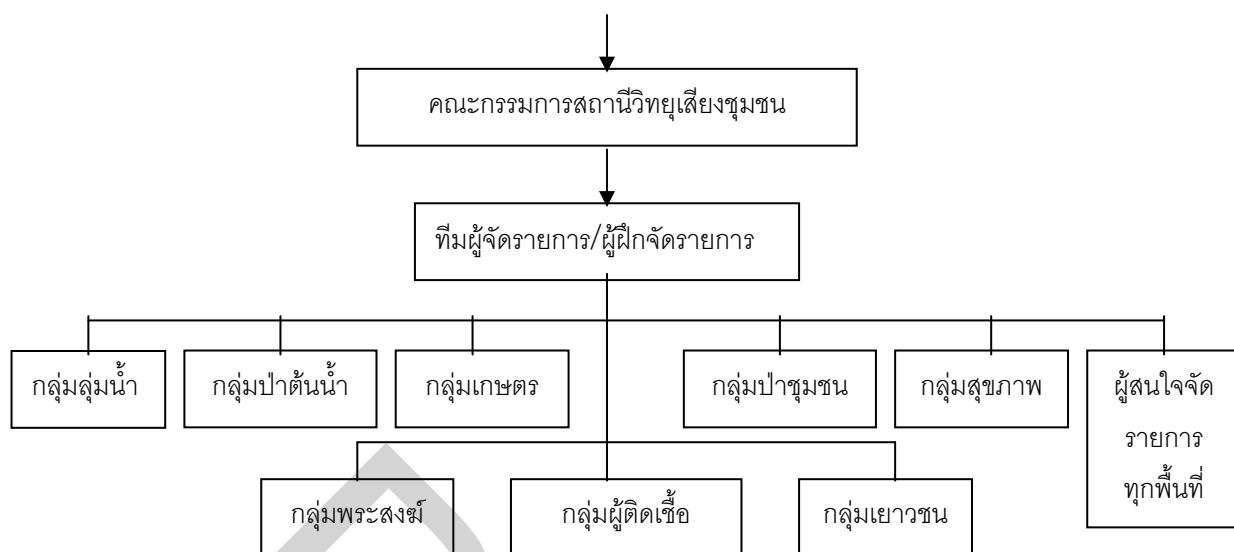 คณะกรรมการสถานีวิทยุเสียงชุมชน
ทีมผู้จัดรายการ/ผู้ฝึกจัดรายการ
กลุ่มลุ่มน้ำ
กลุ่มป่าต้นน้ำ
กลุ่มเกษตร
กลุ่มป่าชุมชน
กลุ่มสุขภาพ
ผู้สนใจจัด
รายการ
ทุกพื้นที่
กลุ่มพระสงฆ์
กลุ่มผู้ติดเชื้อ
กลุ่มเยาวชน